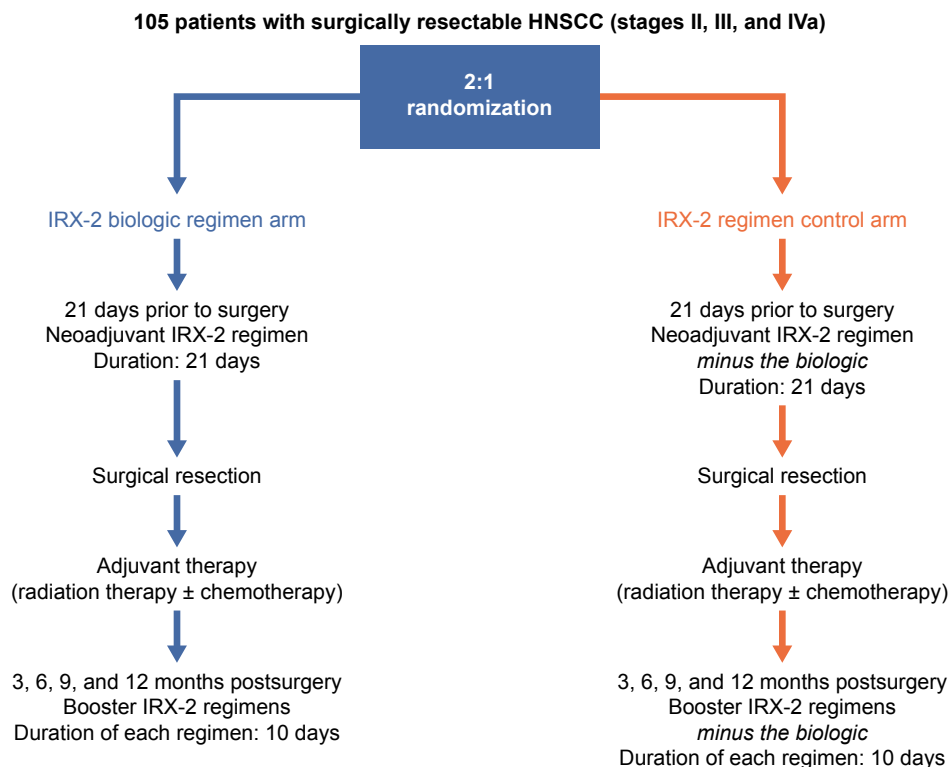 105 patients with surgically resectable HNSCC (stages II, III, and IVa)
2:1
randomization
IRX-2 biologic regimen arm
21 days prior to surgery
Neoadjuvant IRX-2 regimen
Duration: 21 days
Surgical resection
Adjuvant therapy
(radiation therapy ± chemotherapy)
3, 6, 9, and 12 months postsurgery
Booster IRX-2 regimens
Duration of each regimen: 10 days
IRX-2 regimen control arm
21 days prior to surgery
Neoadjuvant IRX-2 regimen
minus the biologic
Duration: 21 days
Surgical resection
Adjuvant therapy
(radiation therapy ± chemotherapy)
3, 6, 9, and 12 months postsurgery
Booster IRX-2 regimens
minus the biologic
Duration of each regimen: 10 days